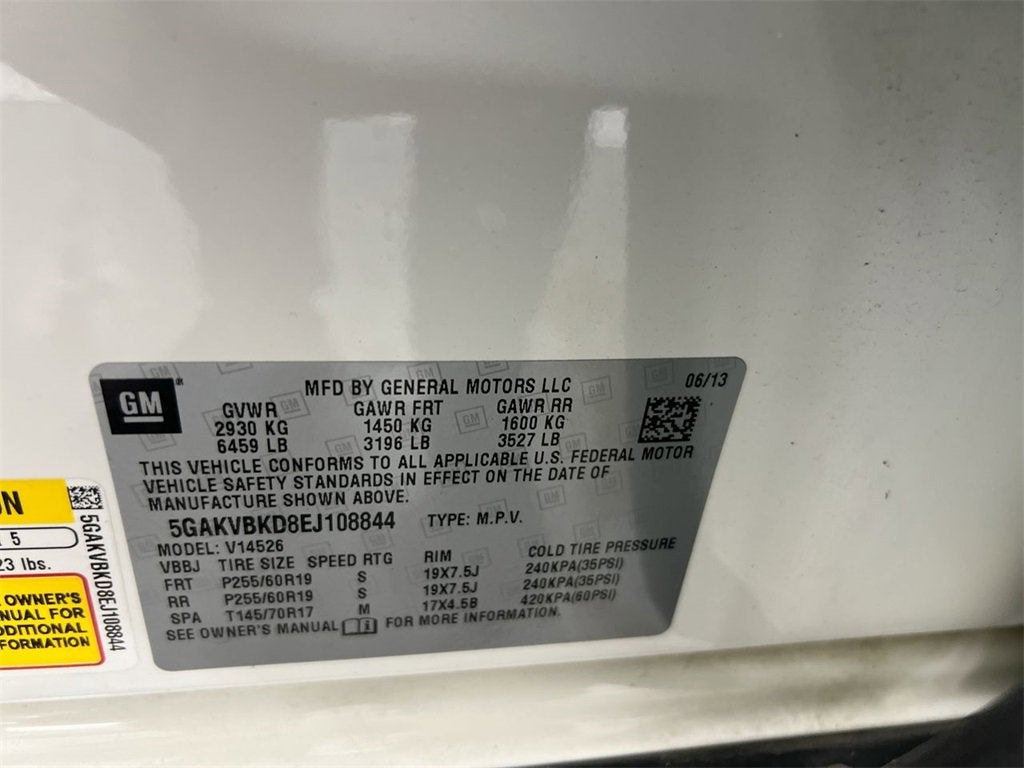 GM
MFD BY GENERAL MOTORS LLC
06/13
GVWR GAWR FRT GAWR RR
2930 KG 1450 KG 1600 KG
6459 LB 3196 LB 3527 LB
THIS VEHICLE CONFORMS TO ALL APPLICABLE U.S. FEDERAL MOTOR
VEHICLE SAFETY STANDARDS IN EFFECT ON THE DATE OF
MANUFACTURE SHOWN ABOVE.
5GAKVBKD8EJ108844 TYPE: M.P.V.
MODEL: V14526
VBBJ TIRE SIZE SPEED RTG RIM COLD TIRE PRESSURE
FRT P255/60R19 S 19X7.5J 240KPA(35PSI)
RR P255/60R19 S 19X7.5J 240KPA(35PSI)
SPA T145/70R17 M 17X4.5B 420KPA(60PSI)
SEE OWNER'S MANUAL FOR MORE INFORMATION.
5
23 lbs.
OWNER'S
FOR
5GAKVBKD8EJ108844